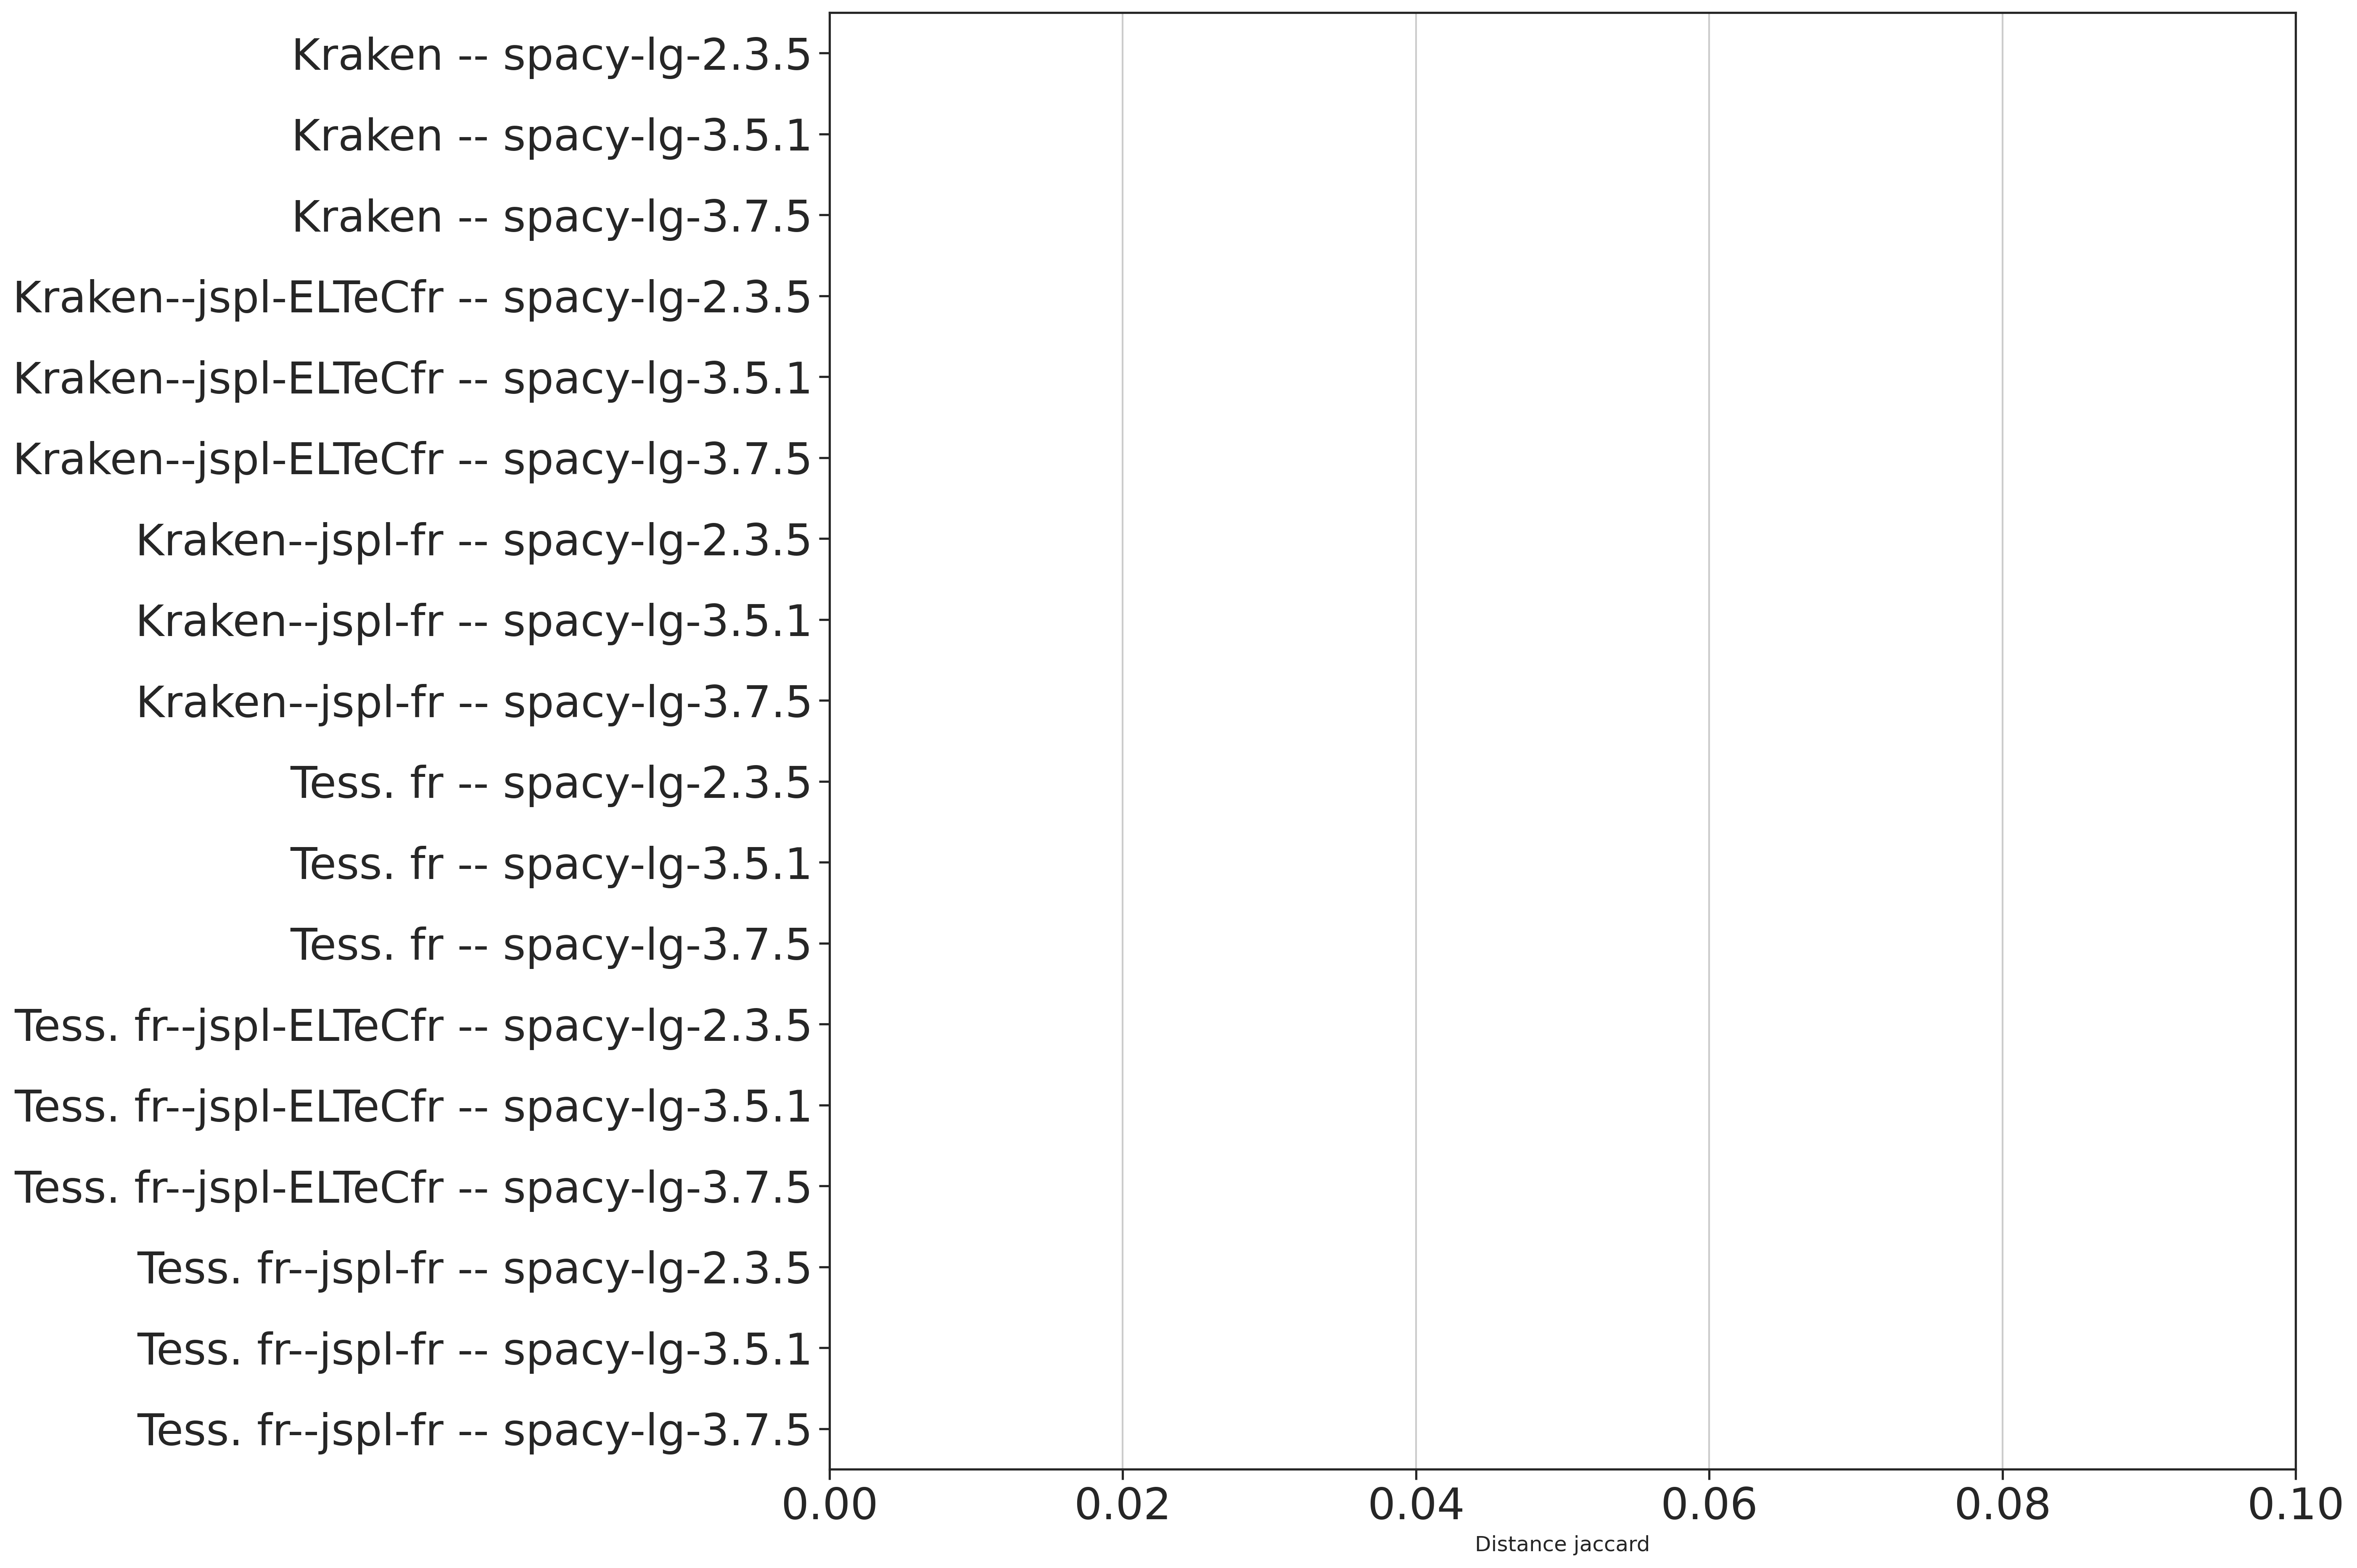 Kraken -- spacy-lg-2.3.5
Kraken -- spacy-lg-3.5.1
Kraken -- spacy-lg-3.7.5
Kraken--jspl-ELTeCfr -- spacy-lg-2.3.5
Kraken--jspl-ELTeCfr -- spacy-lg-3.5.1
Kraken--jspl-ELTeCfr -- spacy-lg-3.7.5
Kraken--jspl-fr -- spacy-lg-2.3.5
Kraken--jspl-fr -- spacy-lg-3.5.1
Kraken--jspl-fr -- spacy-lg-3.7.5
Tess. fr -- spacy-lg-2.3.5
Tess. fr -- spacy-lg-3.5.1
Tess. fr -- spacy-lg-3.7.5
Tess. fr--jspl-ELTeCfr -- spacy-lg-2.3.5
Tess. fr--jspl-ELTeCfr -- spacy-lg-3.5.1
Tess. fr--jspl-ELTeCfr -- spacy-lg-3.7.5
Tess. fr--jspl-fr -- spacy-lg-2.3.5
Tess. fr--jspl-fr -- spacy-lg-3.5.1
Tess. fr--jspl-fr -- spacy-lg-3.7.5
0.00 0.02 0.04 0.06 0.08 0.10
Distance jaccard